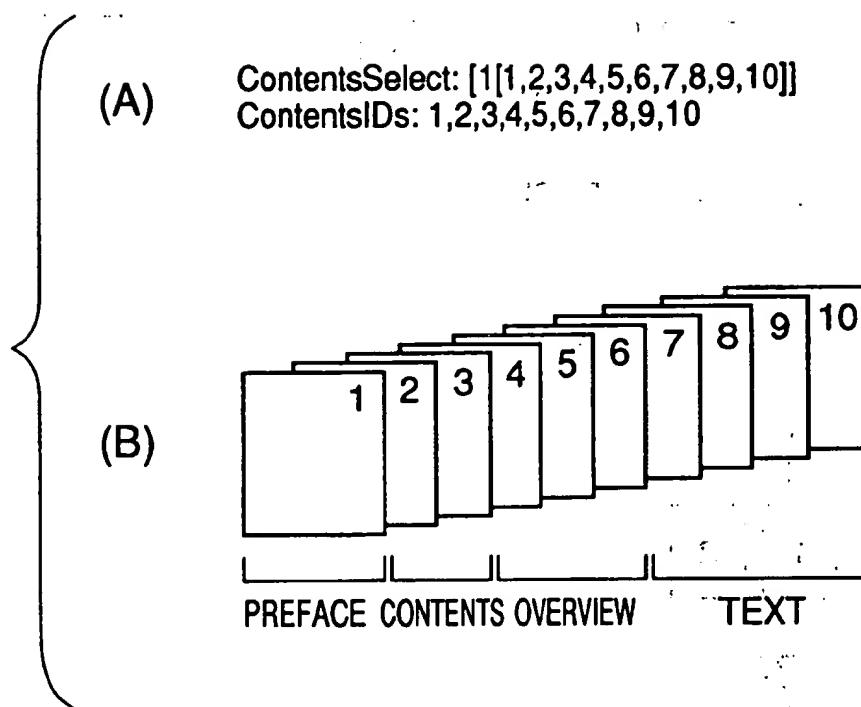 (A)
ContentsSelect: [1[1,2,3,4,5,6,7,8,9,10]]
ContentsIDs: 1,2,3,4,5,6,7,8,9,10
(B)
1 2 3 4 5 6 7 8 9 10
PREFACE CONTENTS OVERVIEW TEXT